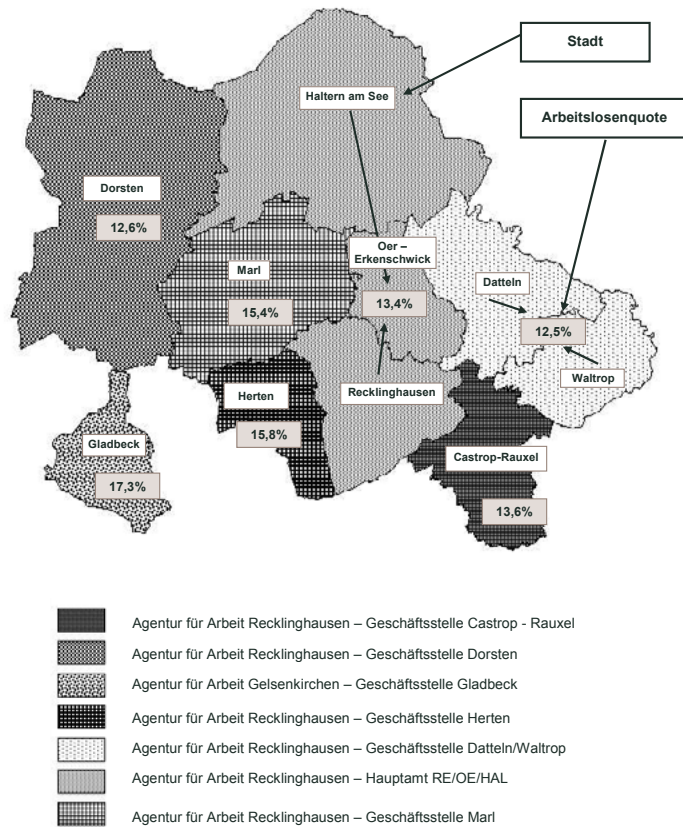 Stadt
Haltern am See
Arbeitslosenquote
Dorsten
12,6%
Oer –
Erkenschwick
Marl
Datteln
15,4%
13,4%
12,5%
Waltrop
Herten
Recklinghausen
15,8%
Gladbeck
Castrop-Rauxel
17,3%
13,6%
Agentur für Arbeit Recklinghausen – Geschäftsstelle Castrop - Rauxel
Agentur für Arbeit Recklinghausen – Geschäftsstelle Dorsten
Agentur für Arbeit Gelsenkirchen – Geschäftsstelle Gladbeck
Agentur für Arbeit Recklinghausen – Geschäftsstelle Herten
Agentur für Arbeit Recklinghausen – Geschäftsstelle Datteln/Waltrop
Agentur für Arbeit Recklinghausen – Hauptamt RE/OE/HAL
Agentur für Arbeit Recklinghausen – Geschäftsstelle Marl